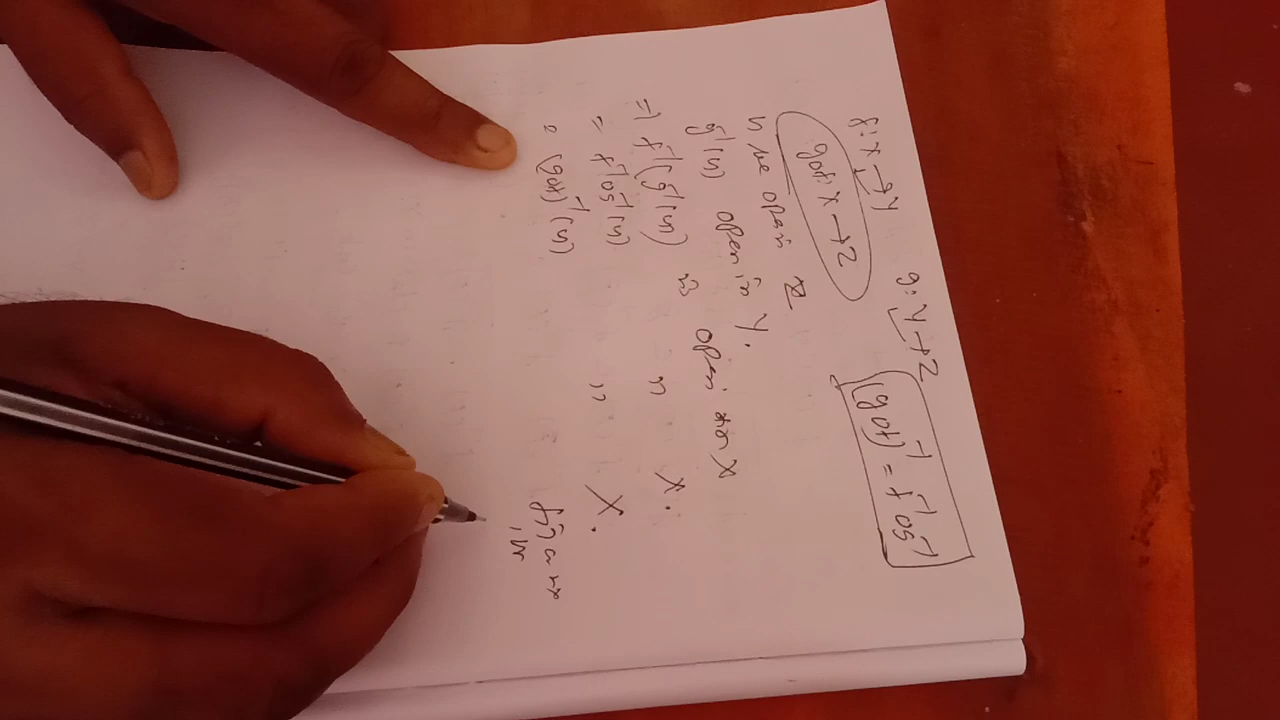 f: X → Y    g: Y → Z
gof: X → Z    (gof)⁻¹ = f⁻¹og⁻¹
u be open Z
g⁻¹(u) open in Y.
⇒ f⁻¹(g⁻¹(u)) is open in X
= f⁻¹og⁻¹(u) " X.
= (gof)⁻¹(u) " X.